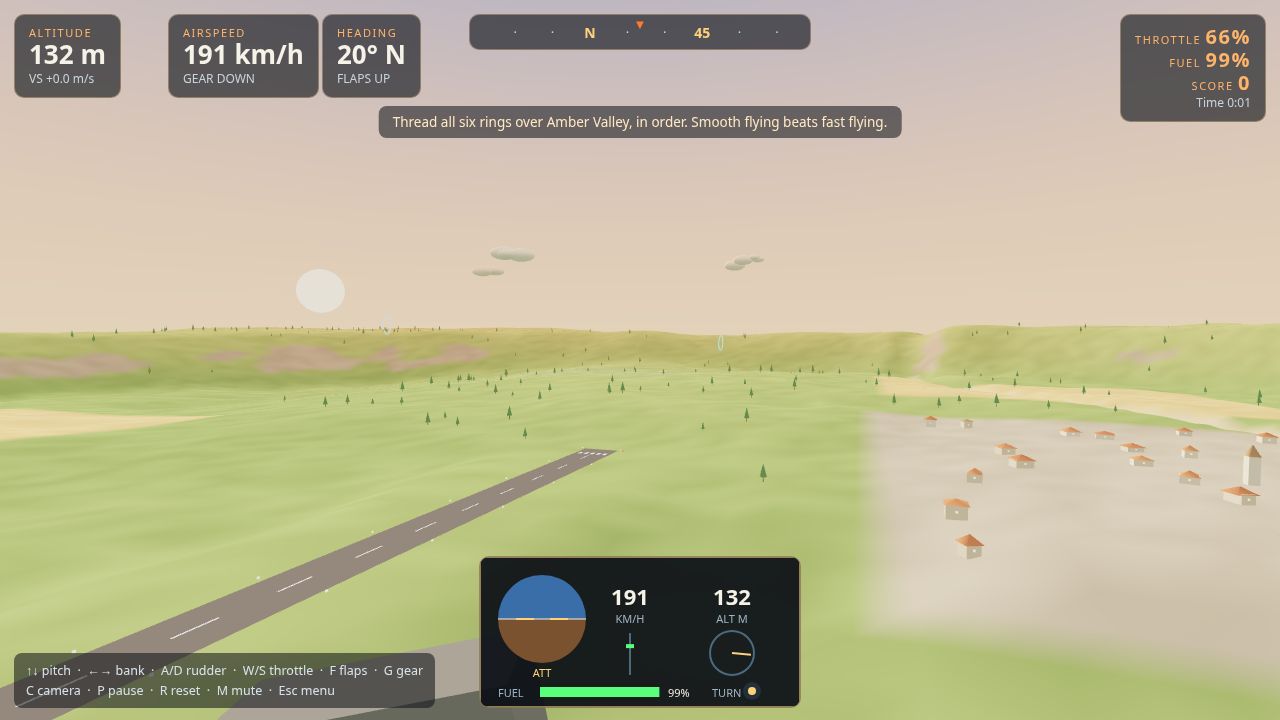 ALTITUDE
132 m
VS +0.0 m/s
AIRSPEED
191 km/h
GEAR DOWN
HEADING
20° N
FLAPS UP
· · N · · 45 · ·
THROTTLE 66%
FUEL 99%
SCORE 0
Time 0:01
Thread all six rings over Amber Valley, in order. Smooth flying beats fast flying.
191
KM/H
132
ALT M
ATT
FUEL 99% TURN
↑↓ pitch · ←→ bank · A/D rudder · W/S throttle · F flaps · G gear
C camera · P pause · R reset · M mute · Esc menu